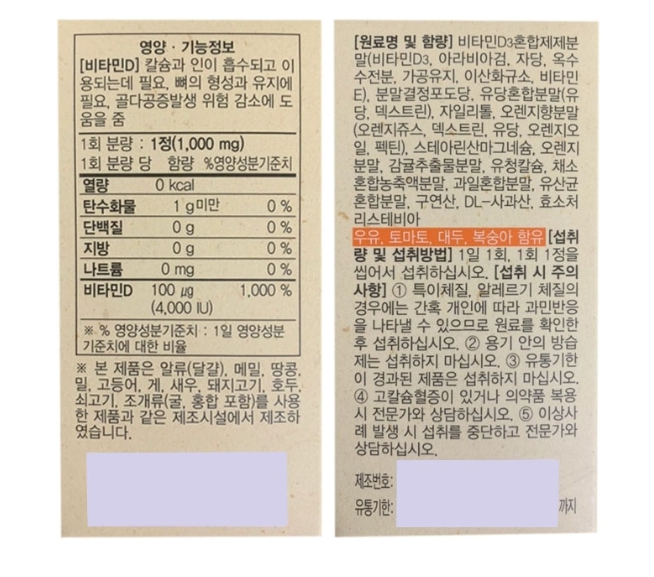 영양 · 기능정보
[비타민D] 칼슘과 인이 흡수되고 이
용되는데 필요, 뼈의 형성과 유지에
필요, 골다공증발생 위험 감소에 도
움을 줌
1회 분량 : 1정(1,000 mg)
1회 분량 당 함량 %영양성분기준치
열량 0 kcal
탄수화물 1 g미만 0 %
단백질 0 g 0 %
지방 0 g 0 %
나트륨 0 mg 0 %
비타민D 100 ㎍ 1,000 %
(4,000 IU)
※ % 영양성분기준치 : 1일 영양성분
기준치에 대한 비율
※ 본 제품은 알류(달걀), 메밀, 땅콩,
밀, 고등어, 게, 새우, 돼지고기, 호두,
쇠고기, 조개류(굴, 홍합 포함)를 사용
한 제품과 같은 제조시설에서 제조하
였습니다.
[원료명 및 함량] 비타민D3혼합제제분
말(비타민D3, 아라비아검, 자당, 옥수
수전분, 가공유지, 이산화규소, 비타민
E), 분말결정포도당, 유당혼합분말(유
당, 덱스트린), 자일리톨, 오렌지향분말
(오렌지쥬스, 덱스트린, 유당, 오렌지오
일, 펙틴), 스테아린산마그네슘, 오렌지
분말, 감귤추출물분말, 유청칼슘, 채소
혼합농축액분말, 과일혼합분말, 유산균
혼합분말, 구연산, DL-사과산, 효소처
리스테비아
우유, 토마토, 대두, 복숭아 함유 [섭취
량 및 섭취방법] 1일 1회, 1회 1정을
씹어서 섭취하십시오. [섭취 시 주의
사항] ① 특이체질, 알레르기 체질의
경우에는 간혹 개인에 따라 과민반응
을 나타낼 수 있으므로 원료를 확인한
후 섭취하십시오. ② 용기 안의 방습
제는 섭취하지 마십시오. ③ 유통기한
이 경과된 제품은 섭취하지 마십시오.
④ 고칼슘혈증이 있거나 의약품 복용
시 전문가와 상담하십시오. ⑤ 이상사
례 발생 시 섭취를 중단하고 전문가와
상담하십시오.
제조번호:
유통기한: 까지